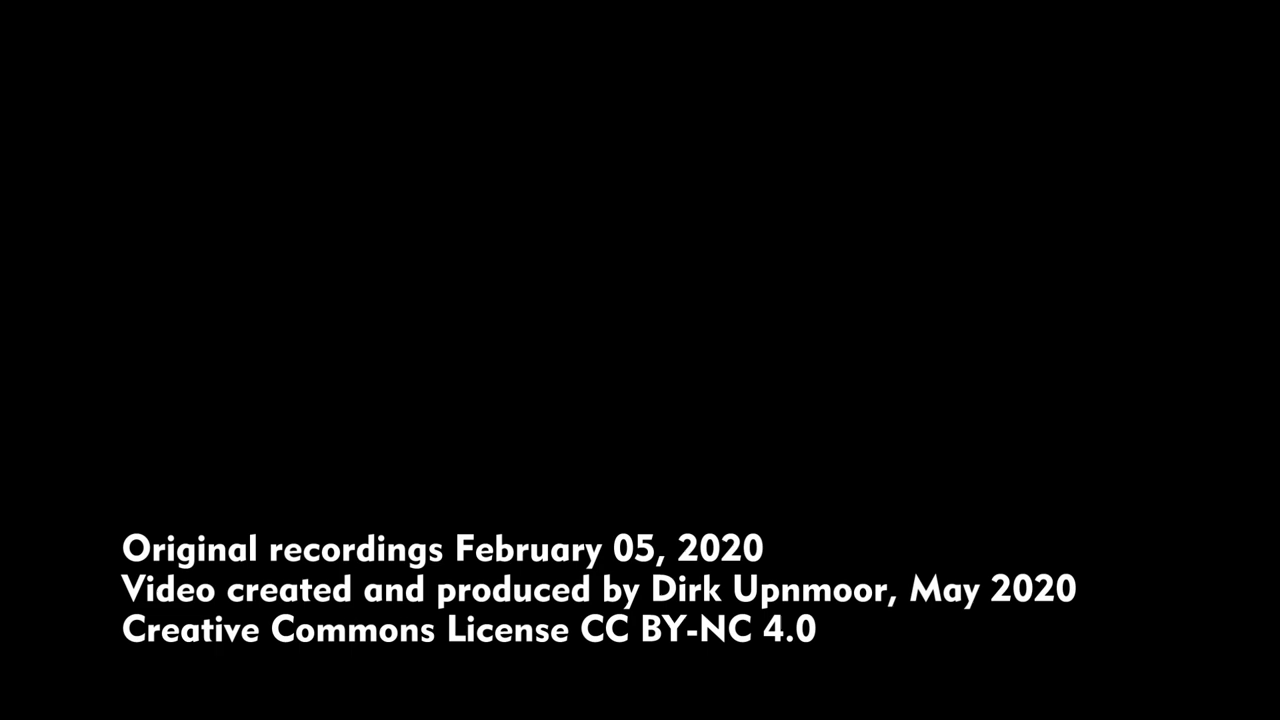 Original recordings February 05, 2020
Video created and produced by Dirk Upnmoor, May 2020
Creative Commons License CC BY-NC 4.0